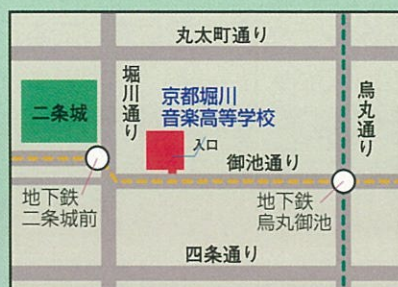 丸太町通り
堀川通り
京都堀川
音楽高等学校
烏丸通り
二条城
入口
御池通り
地下鉄
二条城前
地下鉄
烏丸御池
四条通り